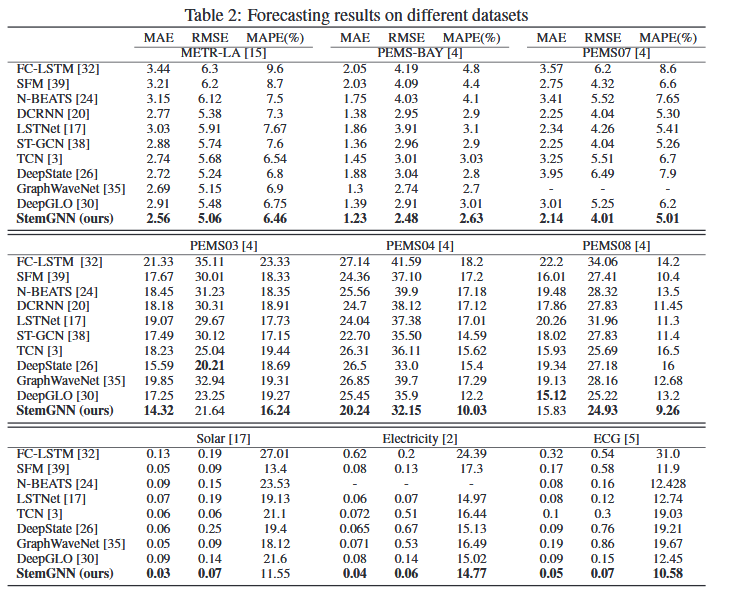 Table 2: Forecasting results on different datasets
MAE RMSE MAPE(%) MAE RMSE MAPE(%) MAE RMSE MAPE(%)
METR-LA [15] PEMS-BAY [4] PEMS07 [4]
FC-LSTM [32] 3.44 6.3 9.6 2.05 4.19 4.8 3.57 6.2 8.6
SFM [39] 3.21 6.2 8.7 2.03 4.09 4.4 2.75 4.32 6.6
N-BEATS [24] 3.15 6.12 7.5 1.75 4.03 4.1 3.41 5.52 7.65
DCRNN [20] 2.77 5.38 7.3 1.38 2.95 2.9 2.25 4.04 5.30
LSTNet [17] 3.03 5.91 7.67 1.86 3.91 3.1 2.34 4.26 5.41
ST-GCN [38] 2.88 5.74 7.6 1.36 2.96 2.9 2.25 4.04 5.26
TCN [3] 2.74 5.68 6.54 1.45 3.01 3.03 3.25 5.51 6.7
DeepState [26] 2.72 5.24 6.8 1.88 3.04 2.8 3.95 6.49 7.9
GraphWaveNet [35] 2.69 5.15 6.9 1.3 2.74 2.7 - - -
DeepGLO [30] 2.91 5.48 6.75 1.39 2.91 3.01 3.01 5.25 6.2
StemGNN (ours) 2.56 5.06 6.46 1.23 2.48 2.63 2.14 4.01 5.01
PEMS03 [4] PEMS04 [4] PEMS08 [4]
FC-LSTM [32] 21.33 35.11 23.33 27.14 41.59 18.2 22.2 34.06 14.2
SFM [39] 17.67 30.01 18.33 24.36 37.10 17.2 16.01 27.41 10.4
N-BEATS [24] 18.45 31.23 18.35 25.56 39.9 17.18 19.48 28.32 13.5
DCRNN [20] 18.18 30.31 18.91 24.7 38.12 17.12 17.86 27.83 11.45
LSTNet [17] 19.07 29.67 17.73 24.04 37.38 17.01 20.26 31.96 11.3
ST-GCN [38] 17.49 30.12 17.15 22.70 35.50 14.59 18.02 27.83 11.4
TCN [3] 18.23 25.04 19.44 26.31 36.11 15.62 15.93 25.69 16.5
DeepState [26] 15.59 20.21 18.69 26.5 33.0 15.4 19.34 27.18 16
GraphWaveNet [35] 19.85 32.94 19.31 26.85 39.7 17.29 19.13 28.16 12.68
DeepGLO [30] 17.25 23.25 19.27 25.45 35.9 12.2 15.12 25.22 13.2
StemGNN (ours) 14.32 21.64 16.24 20.24 32.15 10.03 15.83 24.93 9.26
Solar [17] Electricity [2] ECG [5]
FC-LSTM [32] 0.13 0.19 27.01 0.62 0.2 24.39 0.32 0.54 31.0
SFM [39] 0.05 0.09 13.4 0.08 0.13 17.3 0.17 0.58 11.9
N-BEATS [24] 0.09 0.15 23.53 - - - 0.08 0.16 12.428
LSTNet [17] 0.07 0.19 19.13 0.06 0.07 14.97 0.08 0.12 12.74
TCN [3] 0.06 0.06 21.1 0.072 0.51 16.44 0.1 0.3 19.03
DeepState [26] 0.06 0.25 19.4 0.065 0.67 15.13 0.09 0.76 19.21
GraphWaveNet [35] 0.05 0.09 18.12 0.071 0.53 16.49 0.19 0.86 19.67
DeepGLO [30] 0.09 0.14 21.6 0.08 0.14 15.02 0.09 0.15 12.45
StemGNN (ours) 0.03 0.07 11.55 0.04 0.06 14.77 0.05 0.07 10.58